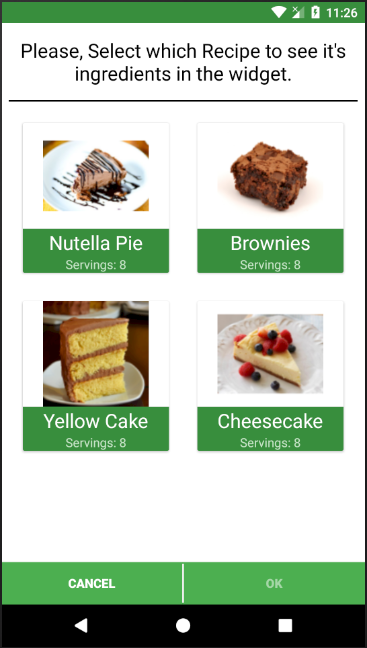 11:26
Please, Select which Recipe to see it's
ingredients in the widget.
Nutella Pie
Servings: 8
Brownies
Servings: 8
Yellow Cake
Servings: 8
Cheesecake
Servings: 8
CANCEL
OK